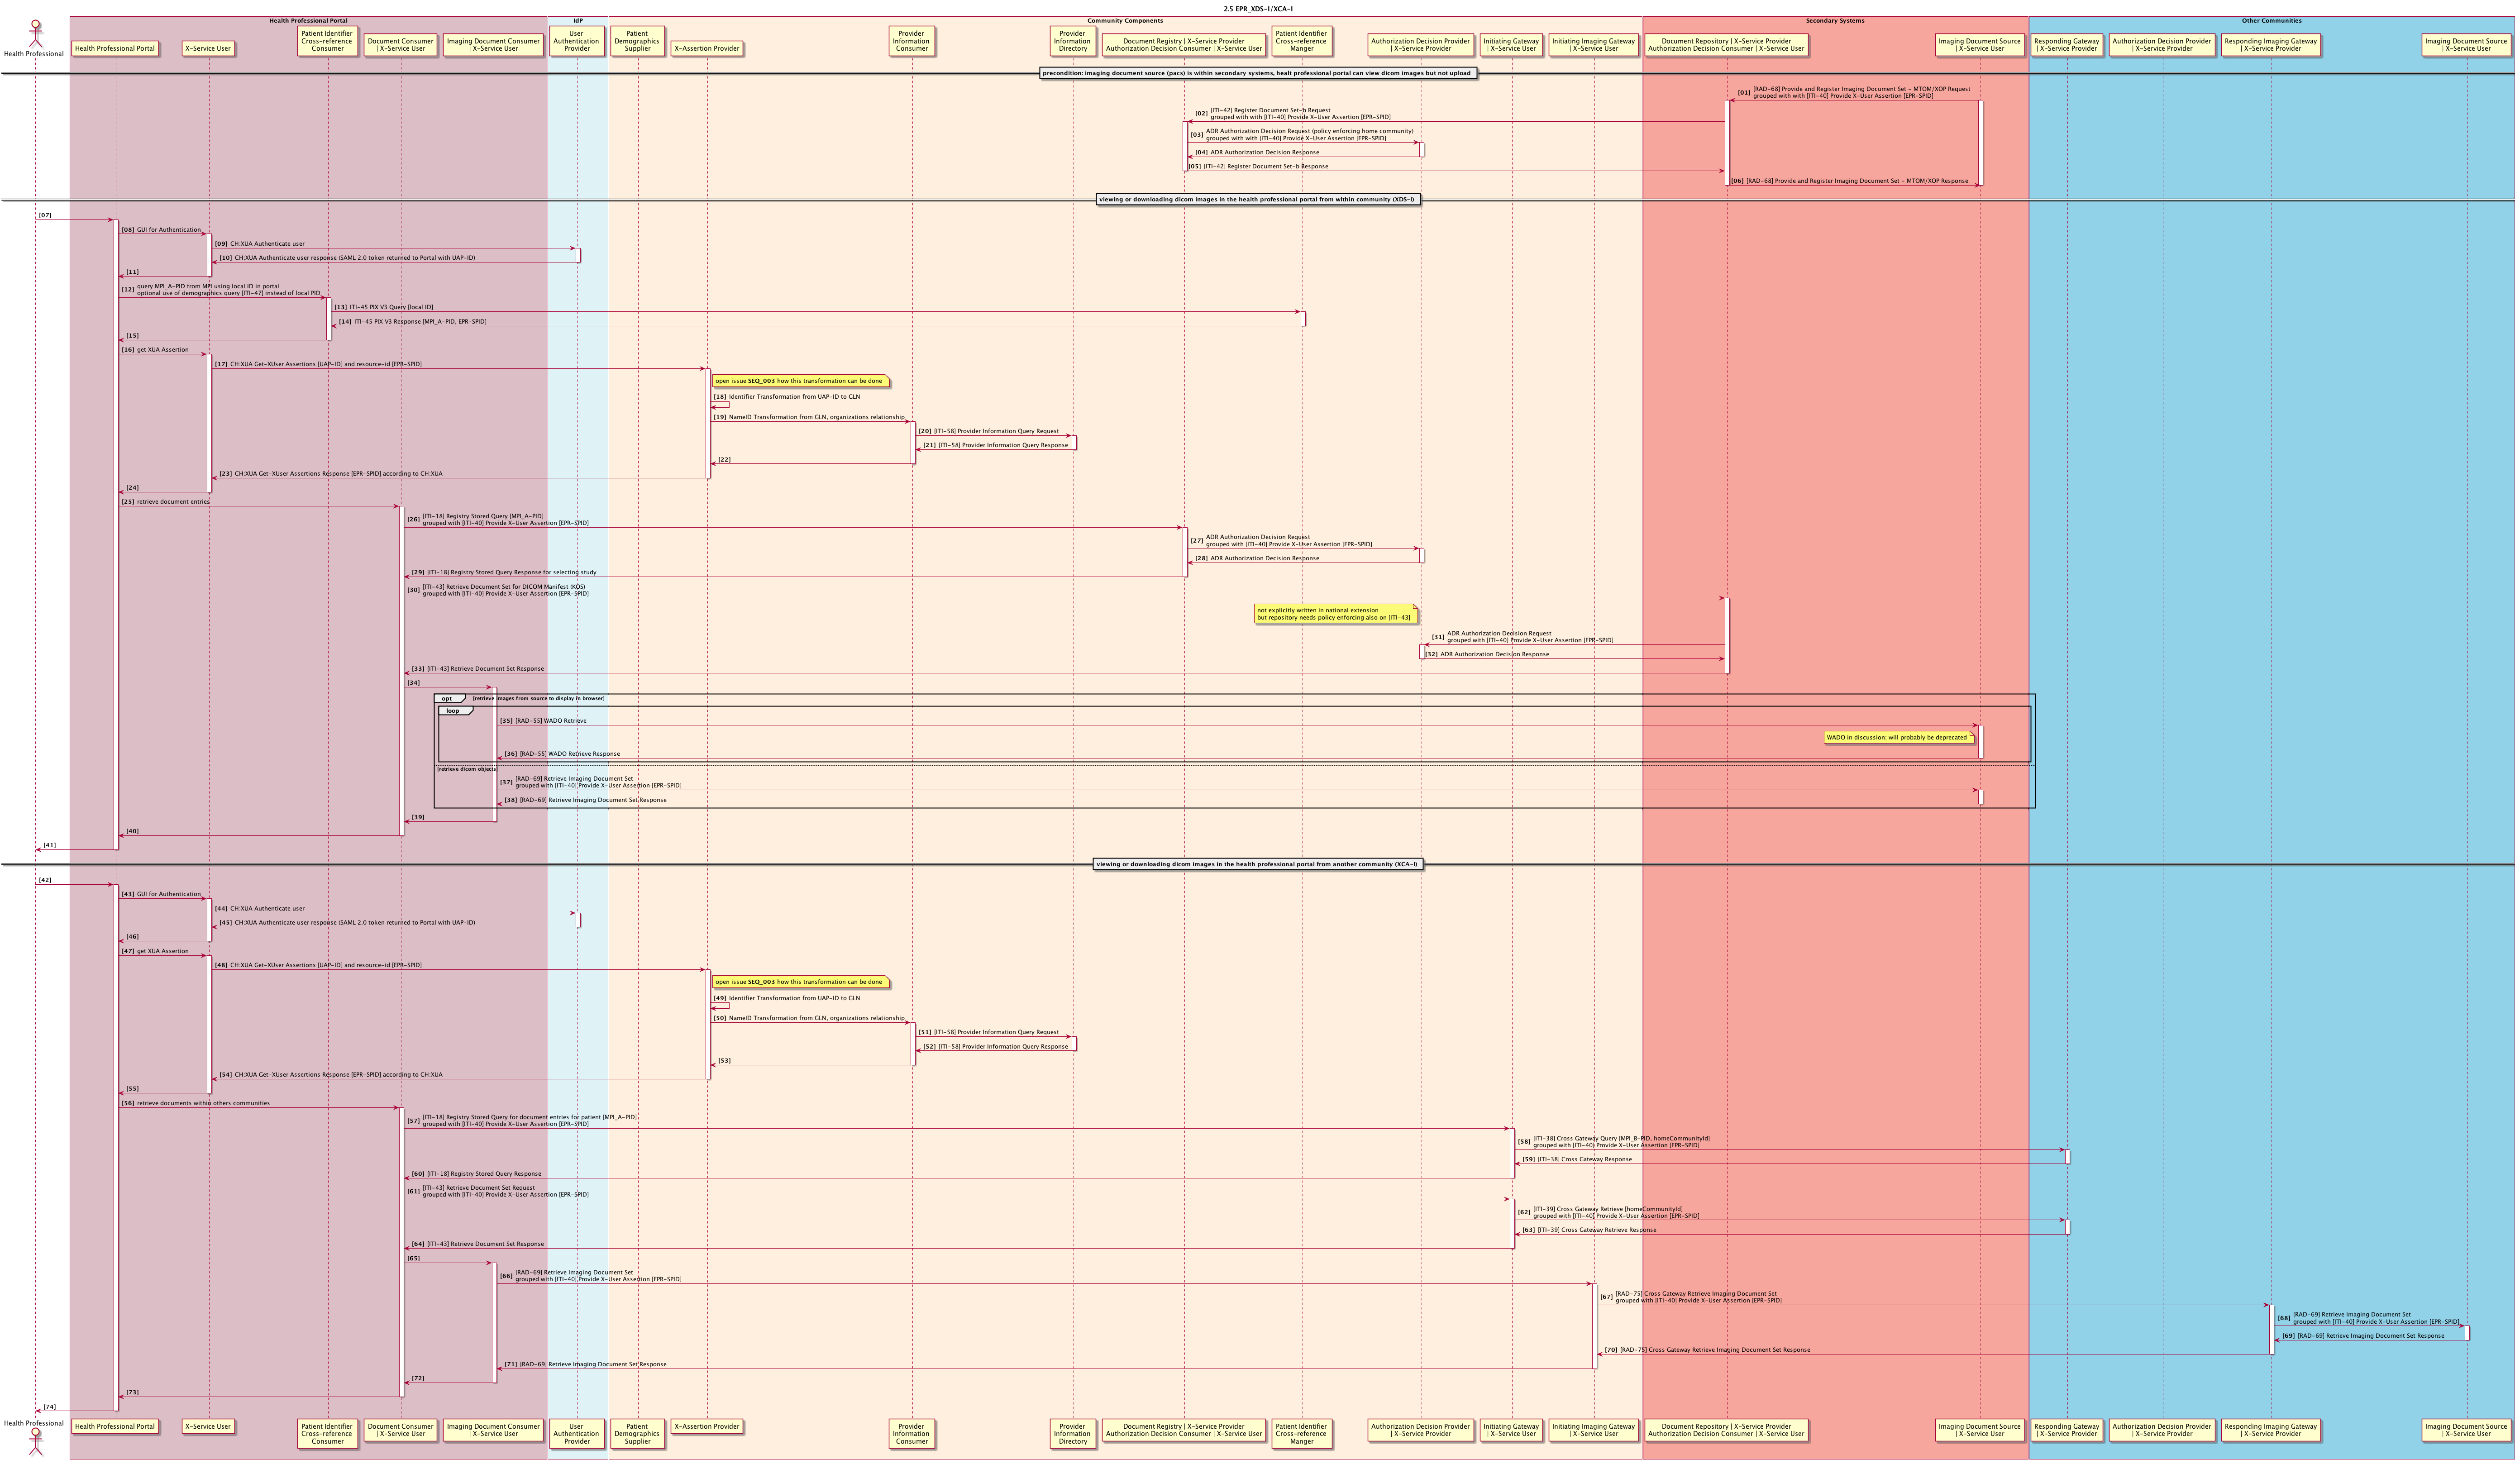 2.5 EPR_XDS-I/XCA-I
Health Professional Portal
IdP
Community Components
Secondary Systems
Other Communities
Health Professional
Health Professional Portal
X-Service User
Patient Identifier
Cross-reference
Consumer
Document Consumer
| X-Service User
Imaging Document Consumer
| X-Service User
User
Authentication
Provider
Patient
Demographics
Supplier
X-Assertion Provider
Provider
Information
Consumer
Provider
Information
Directory
Document Registry | X-Service Provider
Authorization Decision Consumer | X-Service User
Patient Identifier
Cross-reference
Manger
Authorization Decision Provider
| X-Service Provider
Initiating Gateway
| X-Service User
Initiating Imaging Gateway
| X-Service User
Document Repository | X-Service Provider
Authorization Decision Consumer | X-Service User
Imaging Document Source
| X-Service User
Responding Gateway
| X-Service Provider
Authorization Decision Provider
| X-Service Provider
Responding Imaging Gateway
| X-Service Provider
Imaging Document Source
| X-Service User
precondition: imaging document source (pacs) is within secondary systems, healt professional portal can view dicom images but not upload
[01] [RAD-68] Provide and Register Imaging Document Set - MTOM/XOP Request
grouped with with [ITI-40] Provide X-User Assertion [EPR-SPID]
[02] [ITI-42] Register Document Set-b Request
grouped with with [ITI-40] Provide X-User Assertion [EPR-SPID]
[03] ADR Authorization Decision Request (policy enforcing home community)
grouped with with [ITI-40] Provide X-User Assertion [EPR-SPID]
[04] ADR Authorization Decision Response
[05] [ITI-42] Register Document Set-b Response
[06] [RAD-68] Provide and Register Imaging Document Set - MTOM/XOP Response
viewing or downloading dicom images in the health professional portal from within community (XDS-I)
[07]
[08] GUI for Authentication
[09] CH:XUA Authenticate user
[10] CH:XUA Authenticate user response (SAML 2.0 token returned to Portal with UAP-ID)
[11]
[12] query MPI_A-PID from MPI using local ID in portal
optional use of demographics query [ITI-47] instead of local PID
[13] ITI-45 PIX V3 Query [local ID]
[14] ITI-45 PIX V3 Response [MPI_A-PID, EPR-SPID]
[15]
[16] get XUA Assertion
[17] CH:XUA Get-XUser Assertions [UAP-ID] and resource-id [EPR-SPID]
open issue SEQ_003 how this transformation can be done
[18] Identifier Transformation from UAP-ID to GLN
[19] NameID Transformation from GLN, organizations relationship
[20] [ITI-58] Provider Information Query Request
[21] [ITI-58] Provider Information Query Response
[22]
[23] CH:XUA Get-XUser Assertions Response [EPR-SPID] according to CH:XUA
[24]
[25] retrieve document entries
[26] [ITI-18] Registry Stored Query [MPI_A-PID]
grouped with [ITI-40] Provide X-User Assertion [EPR-SPID]
[27] ADR Authorization Decision Request
grouped with [ITI-40] Provide X-User Assertion [EPR-SPID]
[28] ADR Authorization Decision Response
[29] [ITI-18] Registry Stored Query Response for selecting study
[30] [ITI-43] Retrieve Document Set for DICOM Manifest (KOS)
grouped with [ITI-40] Provide X-User Assertion [EPR-SPID]
not explicitly written in national extension
but repository needs policy enforcing also on [ITI-43]
[31] ADR Authorization Decision Request
grouped with [ITI-40] Provide X-User Assertion [EPR-SPID]
[32] ADR Authorization Decision Response
[33] [ITI-43] Retrieve Document Set Response
[34]
opt [retrieve images from source to display in browser]
loop
[35] [RAD-55] WADO Retrieve
WADO in discussion; will probably be deprecated
[36] [RAD-55] WADO Retrieve Response
[retrieve dicom objects]
[37] [RAD-69] Retrieve Imaging Document Set
grouped with [ITI-40] Provide X-User Assertion [EPR-SPID]
[38] [RAD-69] Retrieve Imaging Document Set Response
[39]
[40]
[41]
viewing or downloading dicom images in the health professional portal from another community (XCA-I)
[42]
[43] GUI for Authentication
[44] CH:XUA Authenticate user
[45] CH:XUA Authenticate user response (SAML 2.0 token returned to Portal with UAP-ID)
[46]
[47] get XUA Assertion
[48] CH:XUA Get-XUser Assertions [UAP-ID] and resource-id [EPR-SPID]
open issue SEQ_003 how this transformation can be done
[49] Identifier Transformation from UAP-ID to GLN
[50] NameID Transformation from GLN, organizations relationship
[51] [ITI-58] Provider Information Query Request
[52] [ITI-58] Provider Information Query Response
[53]
[54] CH:XUA Get-XUser Assertions Response [EPR-SPID] according to CH:XUA
[55]
[56] retrieve documents within others communities
[57] [ITI-18] Registry Stored Query for document entries for patient [MPI_A-PID]
grouped with [ITI-40] Provide X-User Assertion [EPR-SPID]
[58] [ITI-38] Cross Gateway Query [MPI_B-PID, homeCommunityId]
grouped with [ITI-40] Provide X-User Assertion [EPR-SPID]
[59] [ITI-38] Cross Gateway Response
[60] [ITI-18] Registry Stored Query Response
[61] [ITI-43] Retrieve Document Set Request
grouped with [ITI-40] Provide X-User Assertion [EPR-SPID]
[62] [ITI-39] Cross Gateway Retrieve [homeCommunityId]
grouped with [ITI-40] Provide X-User Assertion [EPR-SPID]
[63] [ITI-39] Cross Gateway Retrieve Response
[64] [ITI-43] Retrieve Document Set Response
[65]
[66] [RAD-69] Retrieve Imaging Document Set
grouped with [ITI-40] Provide X-User Assertion [EPR-SPID]
[67] [RAD-75] Cross Gateway Retrieve Imaging Document Set
grouped with [ITI-40] Provide X-User Assertion [EPR-SPID]
[68] [RAD-69] Retrieve Imaging Document Set
grouped with [ITI-40] Provide X-User Assertion [EPR-SPID]
[69] [RAD-69] Retrieve Imaging Document Set Response
[70] [RAD-75] Cross Gateway Retrieve Imaging Document Set Response
[71] [RAD-69] Retrieve Imaging Document Set Response
[72]
[73]
[74]
Health Professional
Health Professional Portal
X-Service User
Patient Identifier
Cross-reference
Consumer
Document Consumer
| X-Service User
Imaging Document Consumer
| X-Service User
User
Authentication
Provider
Patient
Demographics
Supplier
X-Assertion Provider
Provider
Information
Consumer
Provider
Information
Directory
Document Registry | X-Service Provider
Authorization Decision Consumer | X-Service User
Patient Identifier
Cross-reference
Manger
Authorization Decision Provider
| X-Service Provider
Initiating Gateway
| X-Service User
Initiating Imaging Gateway
| X-Service User
Document Repository | X-Service Provider
Authorization Decision Consumer | X-Service User
Imaging Document Source
| X-Service User
Responding Gateway
| X-Service Provider
Authorization Decision Provider
| X-Service Provider
Responding Imaging Gateway
| X-Service Provider
Imaging Document Source
| X-Service User